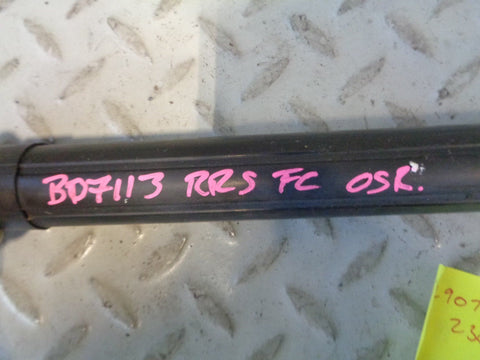 BD7113 RRS FC OSR.